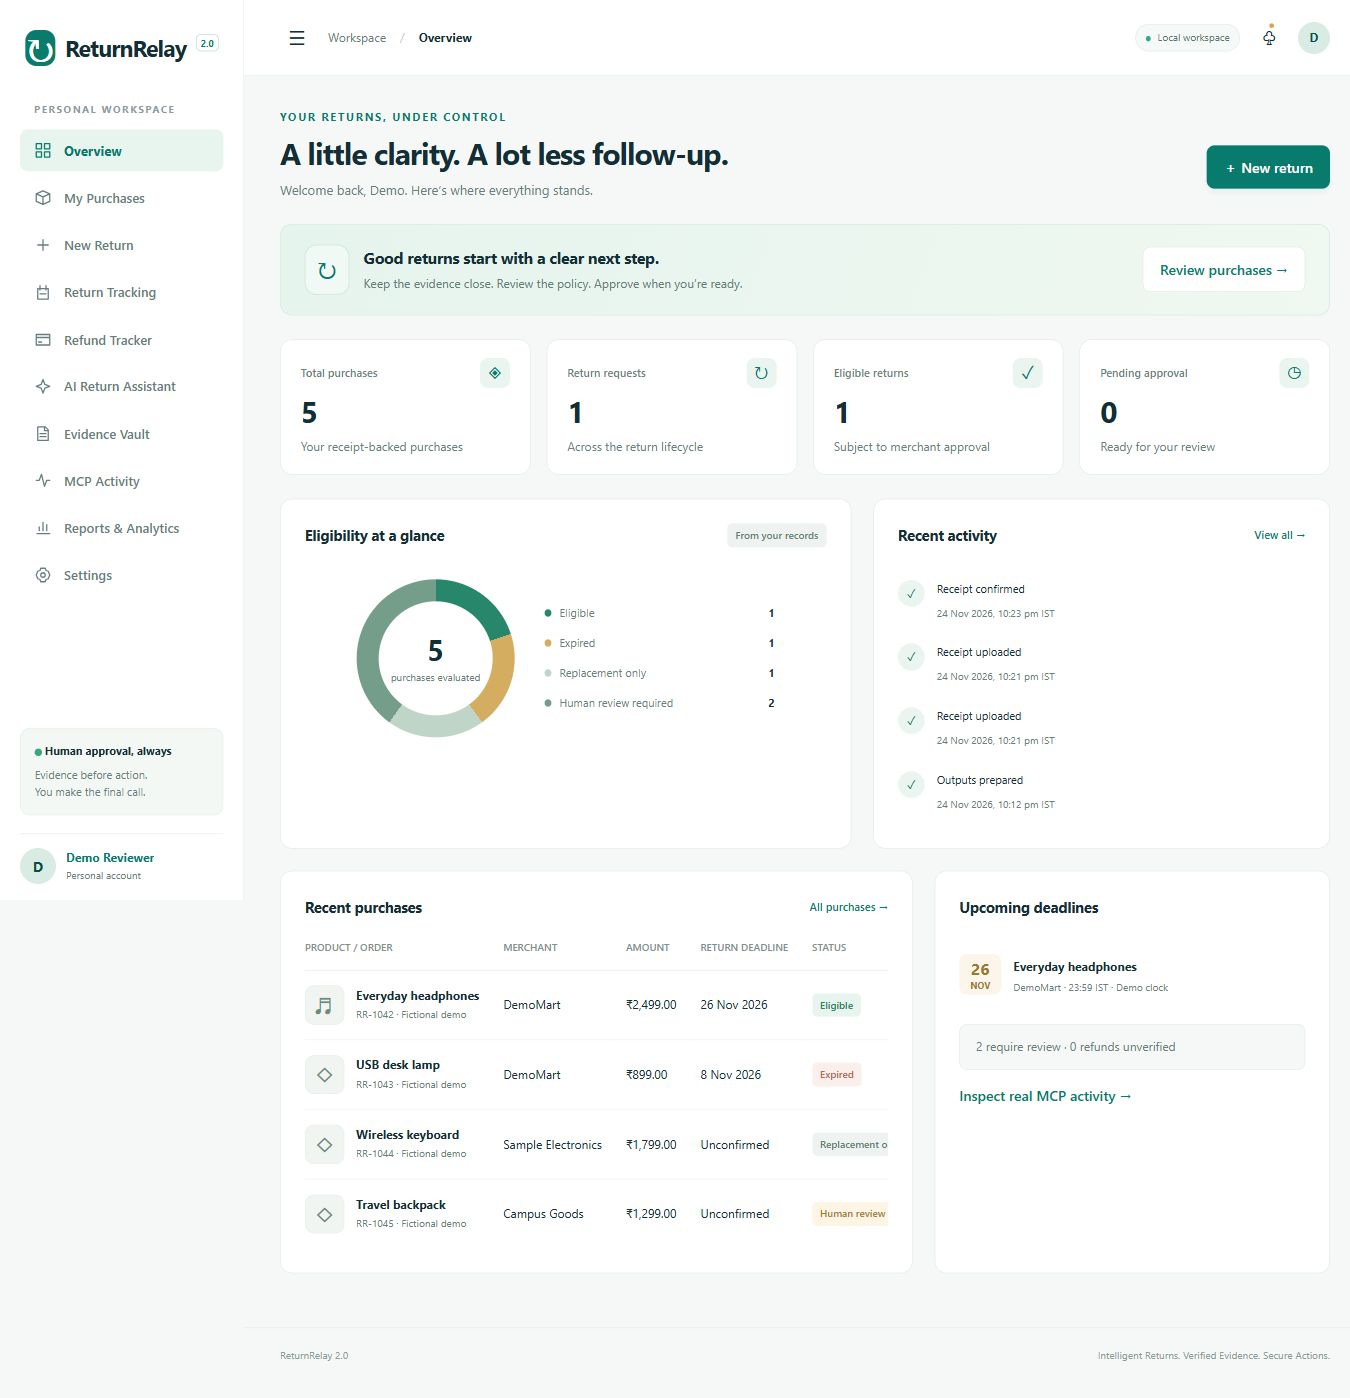 ReturnRelay 2.0
PERSONAL WORKSPACE
Overview
My Purchases
New Return
Return Tracking
Refund Tracker
AI Return Assistant
Evidence Vault
MCP Activity
Reports & Analytics
Settings
Human approval, always
Evidence before action.
You make the final call.
D
Demo Reviewer
Personal account
Workspace / Overview
Local workspace
D
YOUR RETURNS, UNDER CONTROL
A little clarity. A lot less follow-up.
Welcome back, Demo. Here's where everything stands.
+ New return
Good returns start with a clear next step.
Keep the evidence close. Review the policy. Approve when you're ready.
Review purchases →
Total purchases
5
Your receipt-backed purchases
Return requests
1
Across the return lifecycle
Eligible returns
1
Subject to merchant approval
Pending approval
0
Ready for your review
Eligibility at a glance
From your records
5
purchases evaluated
Eligible 1
Expired 1
Replacement only 1
Human review required 2
Recent activity
View all →
Receipt confirmed
24 Nov 2026, 10:23 pm IST
Receipt uploaded
24 Nov 2026, 10:21 pm IST
Receipt uploaded
24 Nov 2026, 10:21 pm IST
Outputs prepared
24 Nov 2026, 10:12 pm IST
Recent purchases
All purchases →
PRODUCT / ORDER MERCHANT AMOUNT RETURN DEADLINE STATUS
Everyday headphones
RR-1042 · Fictional demo
DemoMart ₹2,499.00 26 Nov 2026 Eligible
USB desk lamp
RR-1043 · Fictional demo
DemoMart ₹899.00 8 Nov 2026 Expired
Wireless keyboard
RR-1044 · Fictional demo
Sample Electronics ₹1,799.00 Unconfirmed Replacement o
Travel backpack
RR-1045 · Fictional demo
Campus Goods ₹1,299.00 Unconfirmed Human review
Upcoming deadlines
26
NOV
Everyday headphones
DemoMart · 23:59 IST · Demo clock
2 require review · 0 refunds unverified
Inspect real MCP activity →
ReturnRelay 2.0
Intelligent Returns. Verified Evidence. Secure Actions.